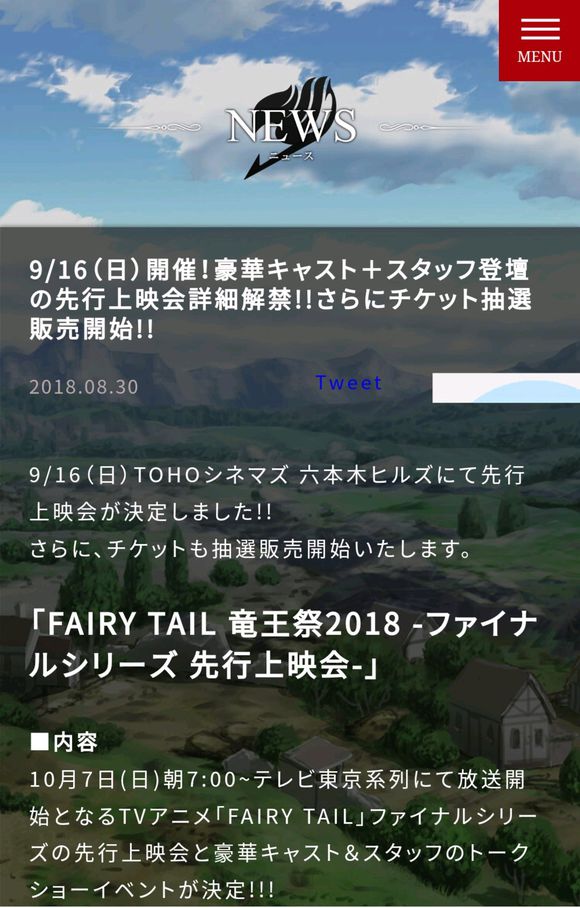 MENU
NEWS
ニュース
9/16(日)開催!豪華キャスト+スタッフ登壇
の先行上映会詳細解禁!!さらにチケット抽選
販売開始!!
2018.08.30
Tweet
9/16(日)TOHOシネマズ 六本木ヒルズにて先行
上映会が決定しました!!
さらに、チケットも抽選販売開始いたします。
「FAIRY TAIL 竜王祭2018 -ファイナ
ルシリーズ 先行上映会-」
■内容
10月7日(日)朝7:00~テレビ東京系列にて放送開
始となるTVアニメ「FAIRY TAIL」ファイナルシリー
ズの先行上映会と豪華キャスト&スタッフのトーク
ショーイベントが決定!!!